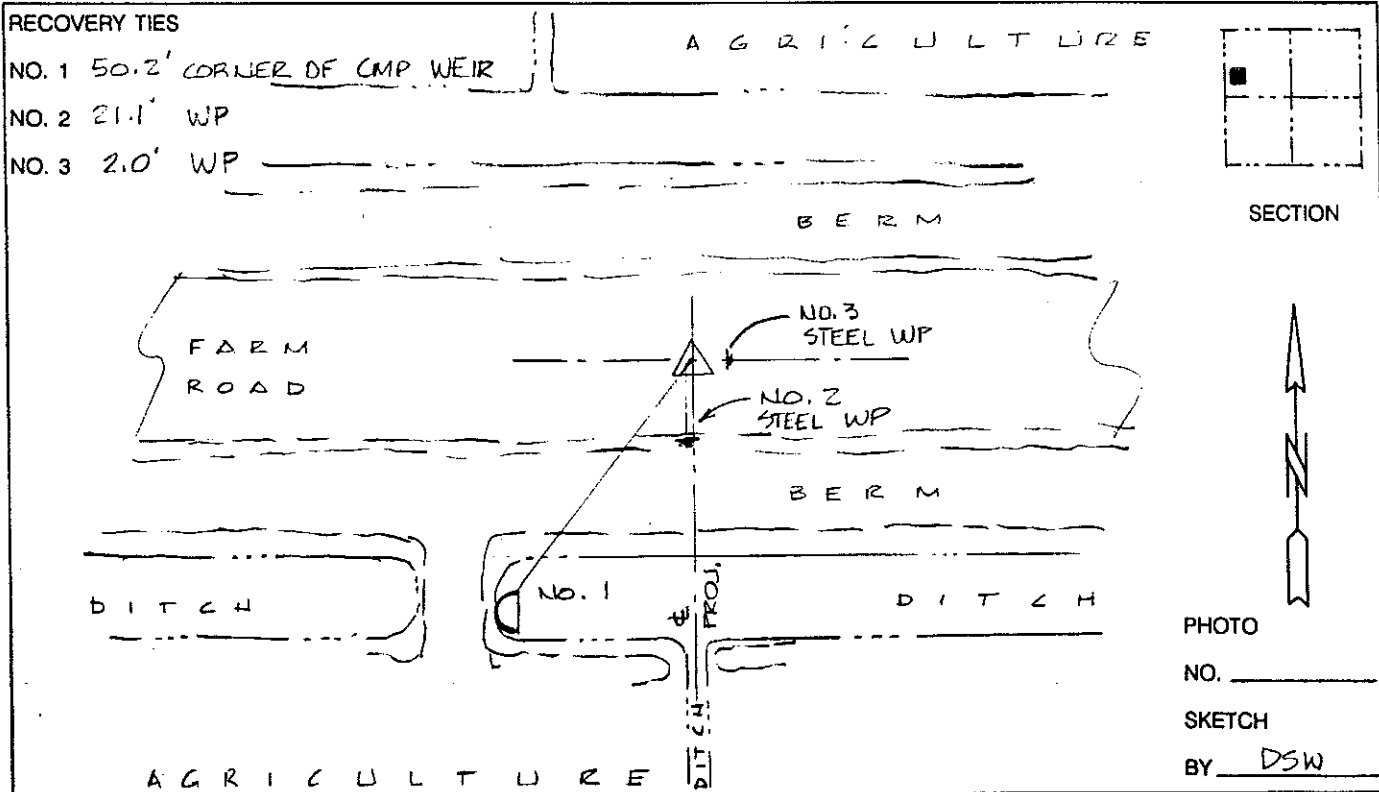 RECOVERY TIES
NO. 1 50.2' CORNER OF CMP WEIR
NO. 2 21.1' WP
NO. 3 2.0' WP
AGRICULTURE
SECTION
BERM
NO. 3
STEEL WP
FARM
ROAD
NO. 2
STEEL WP
N
BERM
DITCH
NO. 1
℄ PROJ.
DITCH
DITCH
AGRICULTURE
PHOTO
NO.
SKETCH
BY DSW